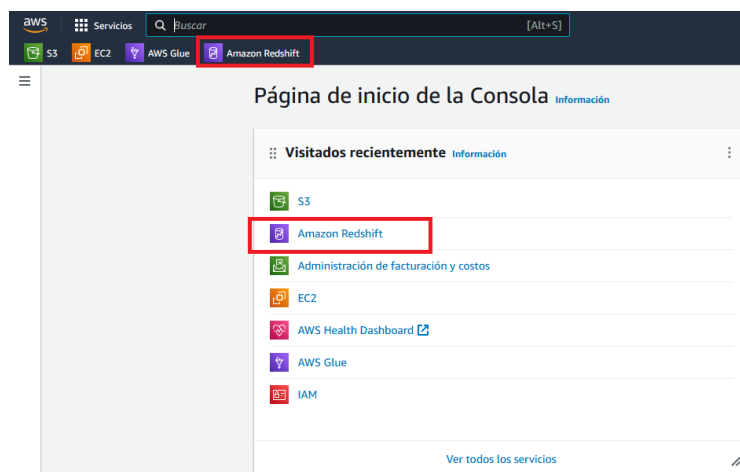 aws Servicios Buscar [Alt+S]
S3 EC2 AWS Glue Amazon Redshift
Página de inicio de la Consola Información
Visitados recientemente Información
S3
Amazon Redshift
Administración de facturación y costos
EC2
AWS Health Dashboard
AWS Glue
IAM
Ver todos los servicios